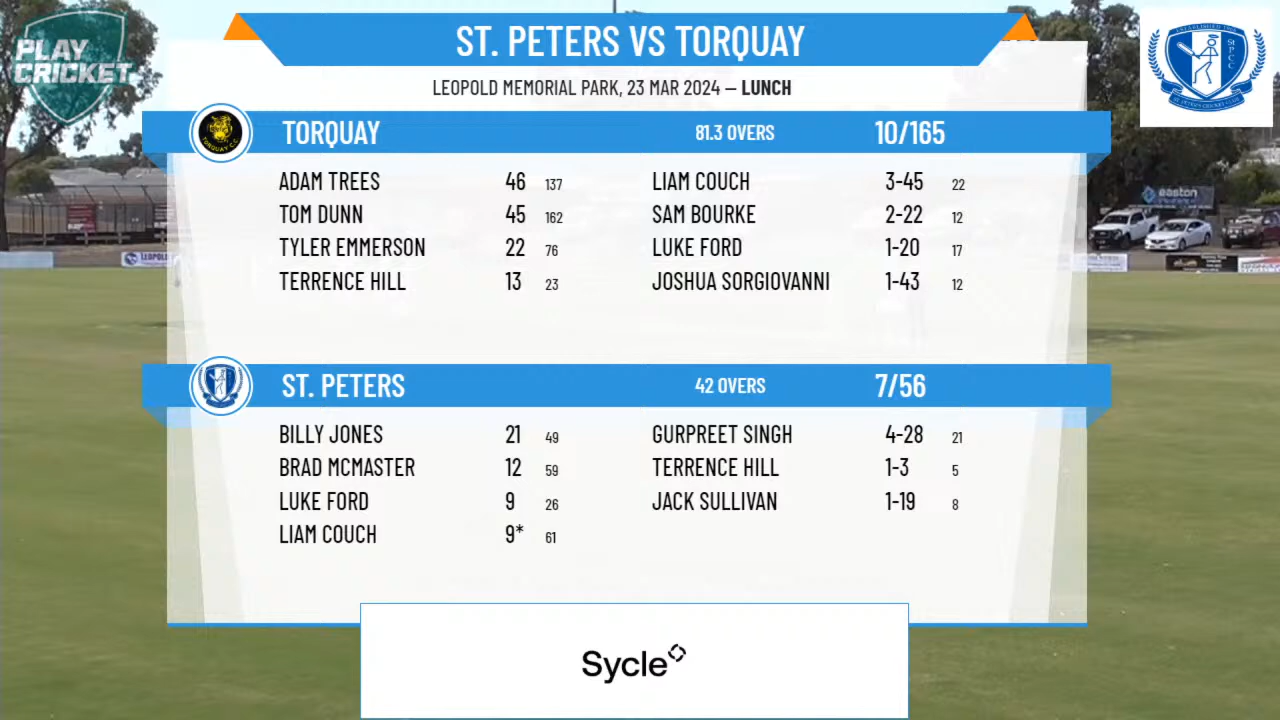 PLAY
CRICKET
ST. PETERS VS TORQUAY
LEOPOLD MEMORIAL PARK, 23 MAR 2024 – LUNCH
TORQUAY 81.3 OVERS 10/165
ADAM TREES 46 137 LIAM COUCH 3-45 22
TOM DUNN 45 162 SAM BOURKE 2-22 12
TYLER EMMERSON 22 76 LUKE FORD 1-20 17
TERRENCE HILL 13 23 JOSHUA SORGIOVANNI 1-43 12
ST. PETERS 42 OVERS 7/56
BILLY JONES 21 49 GURPREET SINGH 4-28 21
BRAD MCMASTER 12 59 TERRENCE HILL 1-3 5
LUKE FORD 9 26 JACK SULLIVAN 1-19 8
LIAM COUCH 9* 61
Sycle
easton